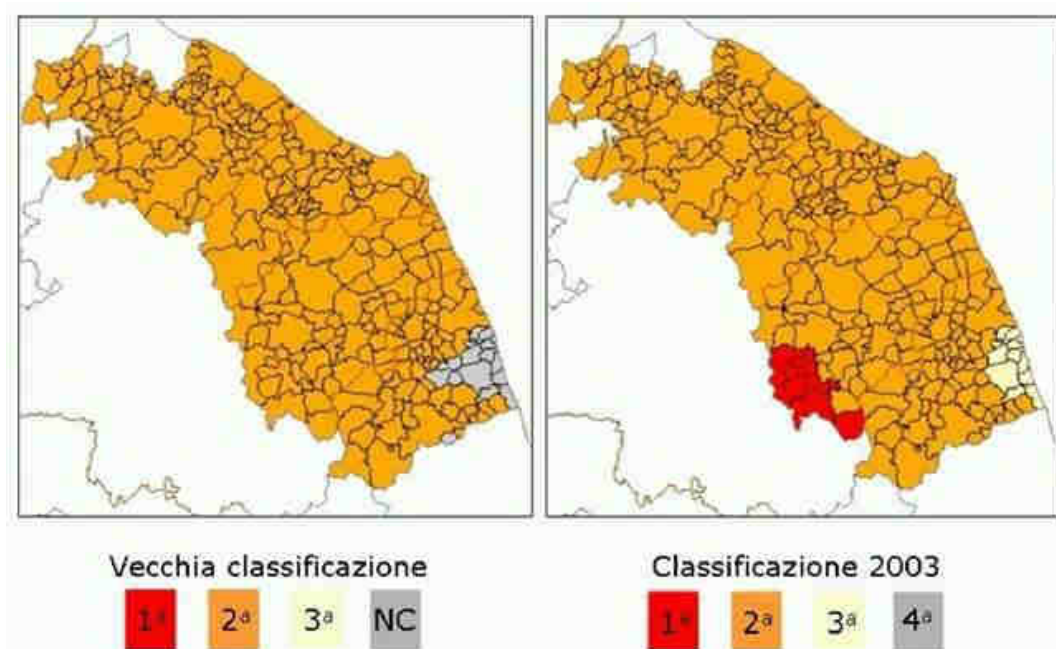 Vecchia classificazione
1ª 2ª 3ª NC
Classificazione 2003
1ª 2ª 3ª 4ª